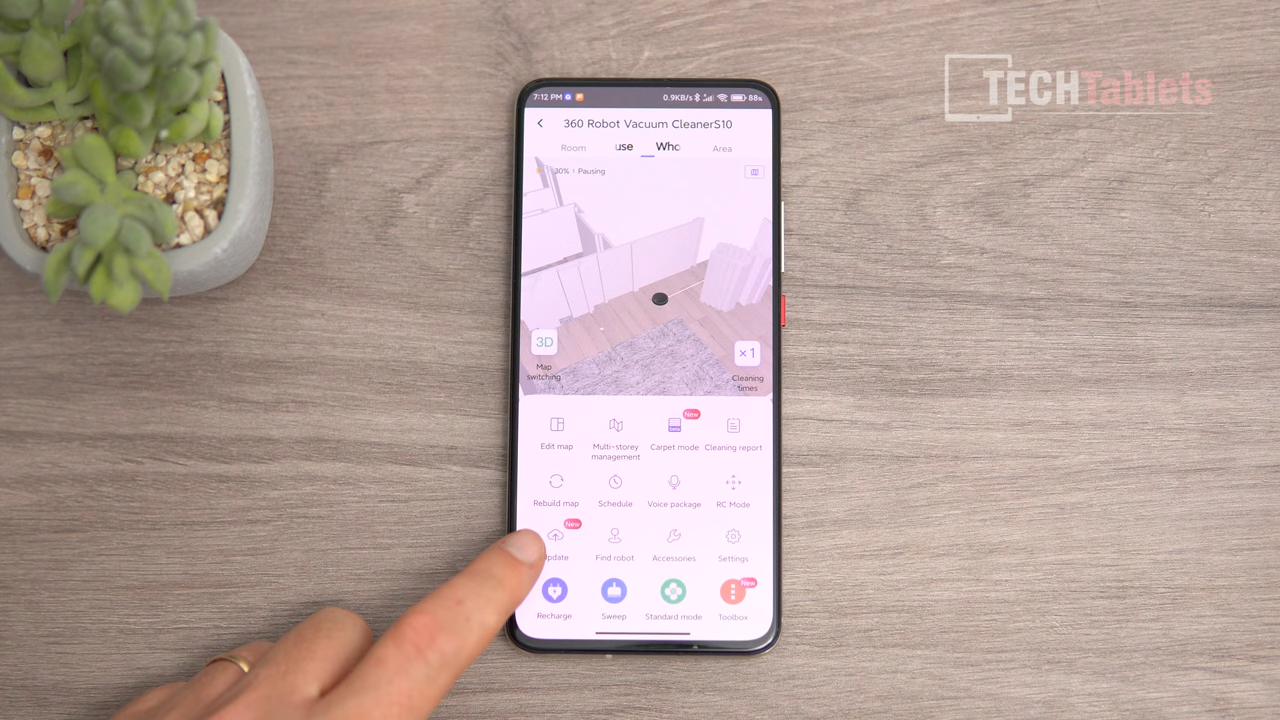 TECHTablets
7:12 PM 0.9KB/s 88%
360 Robot Vacuum CleanerS10
Room use Who Area
30% Pausing
3D
×1
Map
switching
Cleaning
times
New
Edit map
Multi-storey
management
Carpet mode
Cleaning report
Rebuild map Schedule Voice package RC Mode
New
Update Find robot Accessories Settings
New
Recharge Sweep Standard mode Toolbox